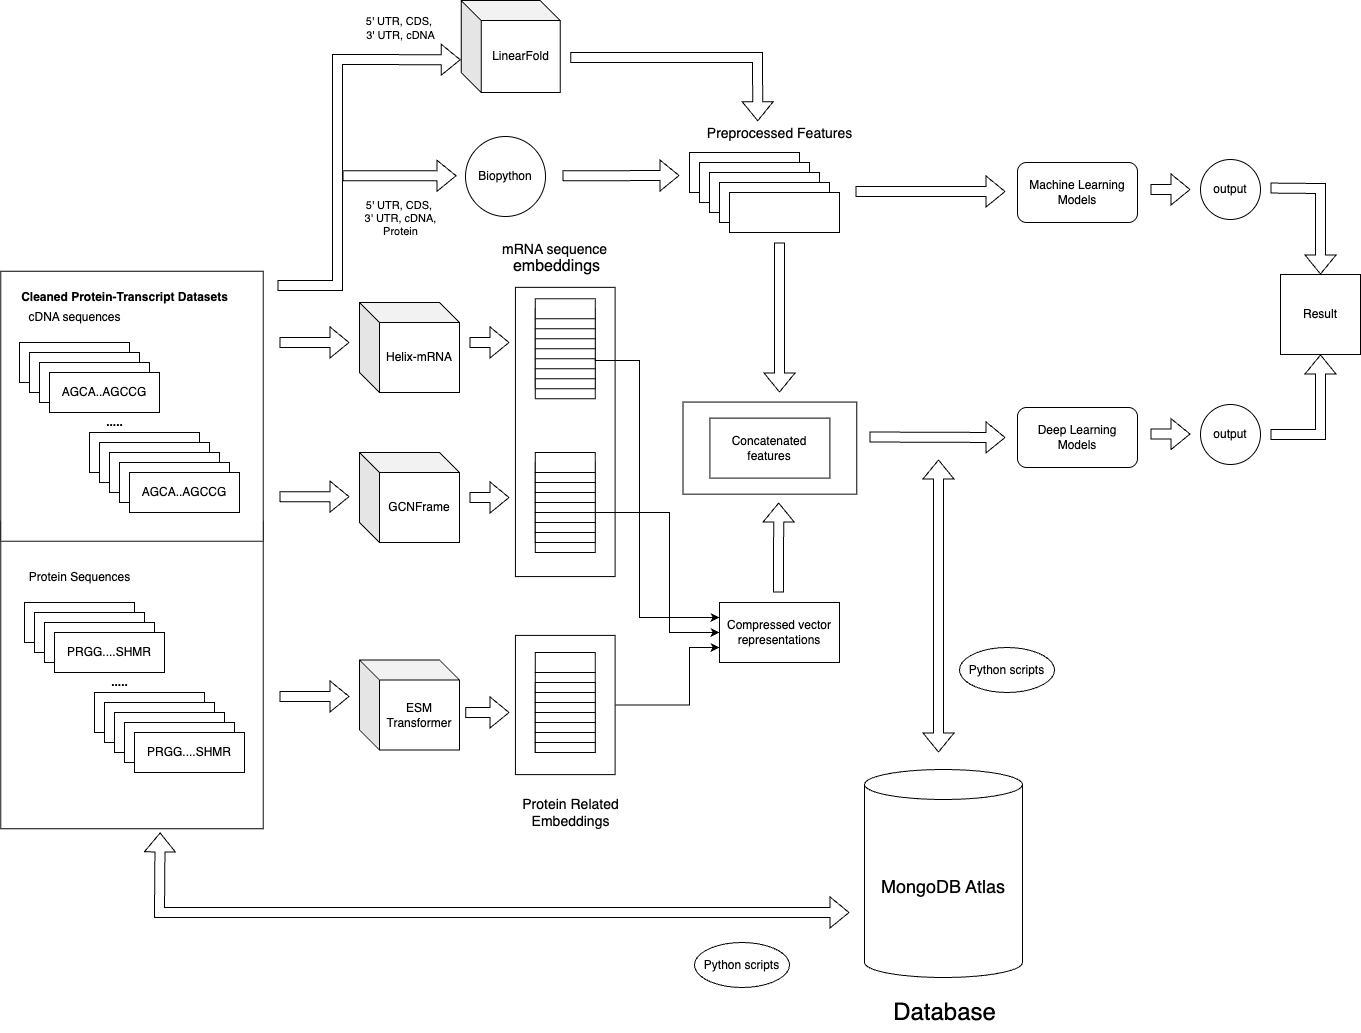 5' UTR, CDS,
3' UTR, cDNA
LinearFold
Preprocessed Features
Biopython
5' UTR, CDS,
3' UTR, cDNA,
Protein
Machine Learning
Models
output
mRNA sequence
embeddings
Cleaned Protein-Transcript Datasets
cDNA sequences
AGCA..AGCCG
.....
AGCA..AGCCG
Helix-mRNA
Result
Concatenated
features
Deep Learning
Models
output
GCNFrame
Protein Sequences
PRGG....SHMR
.....
PRGG....SHMR
Compressed vector
representations
ESM
Transformer
Python scripts
Protein Related
Embeddings
MongoDB Atlas
Python scripts
Database